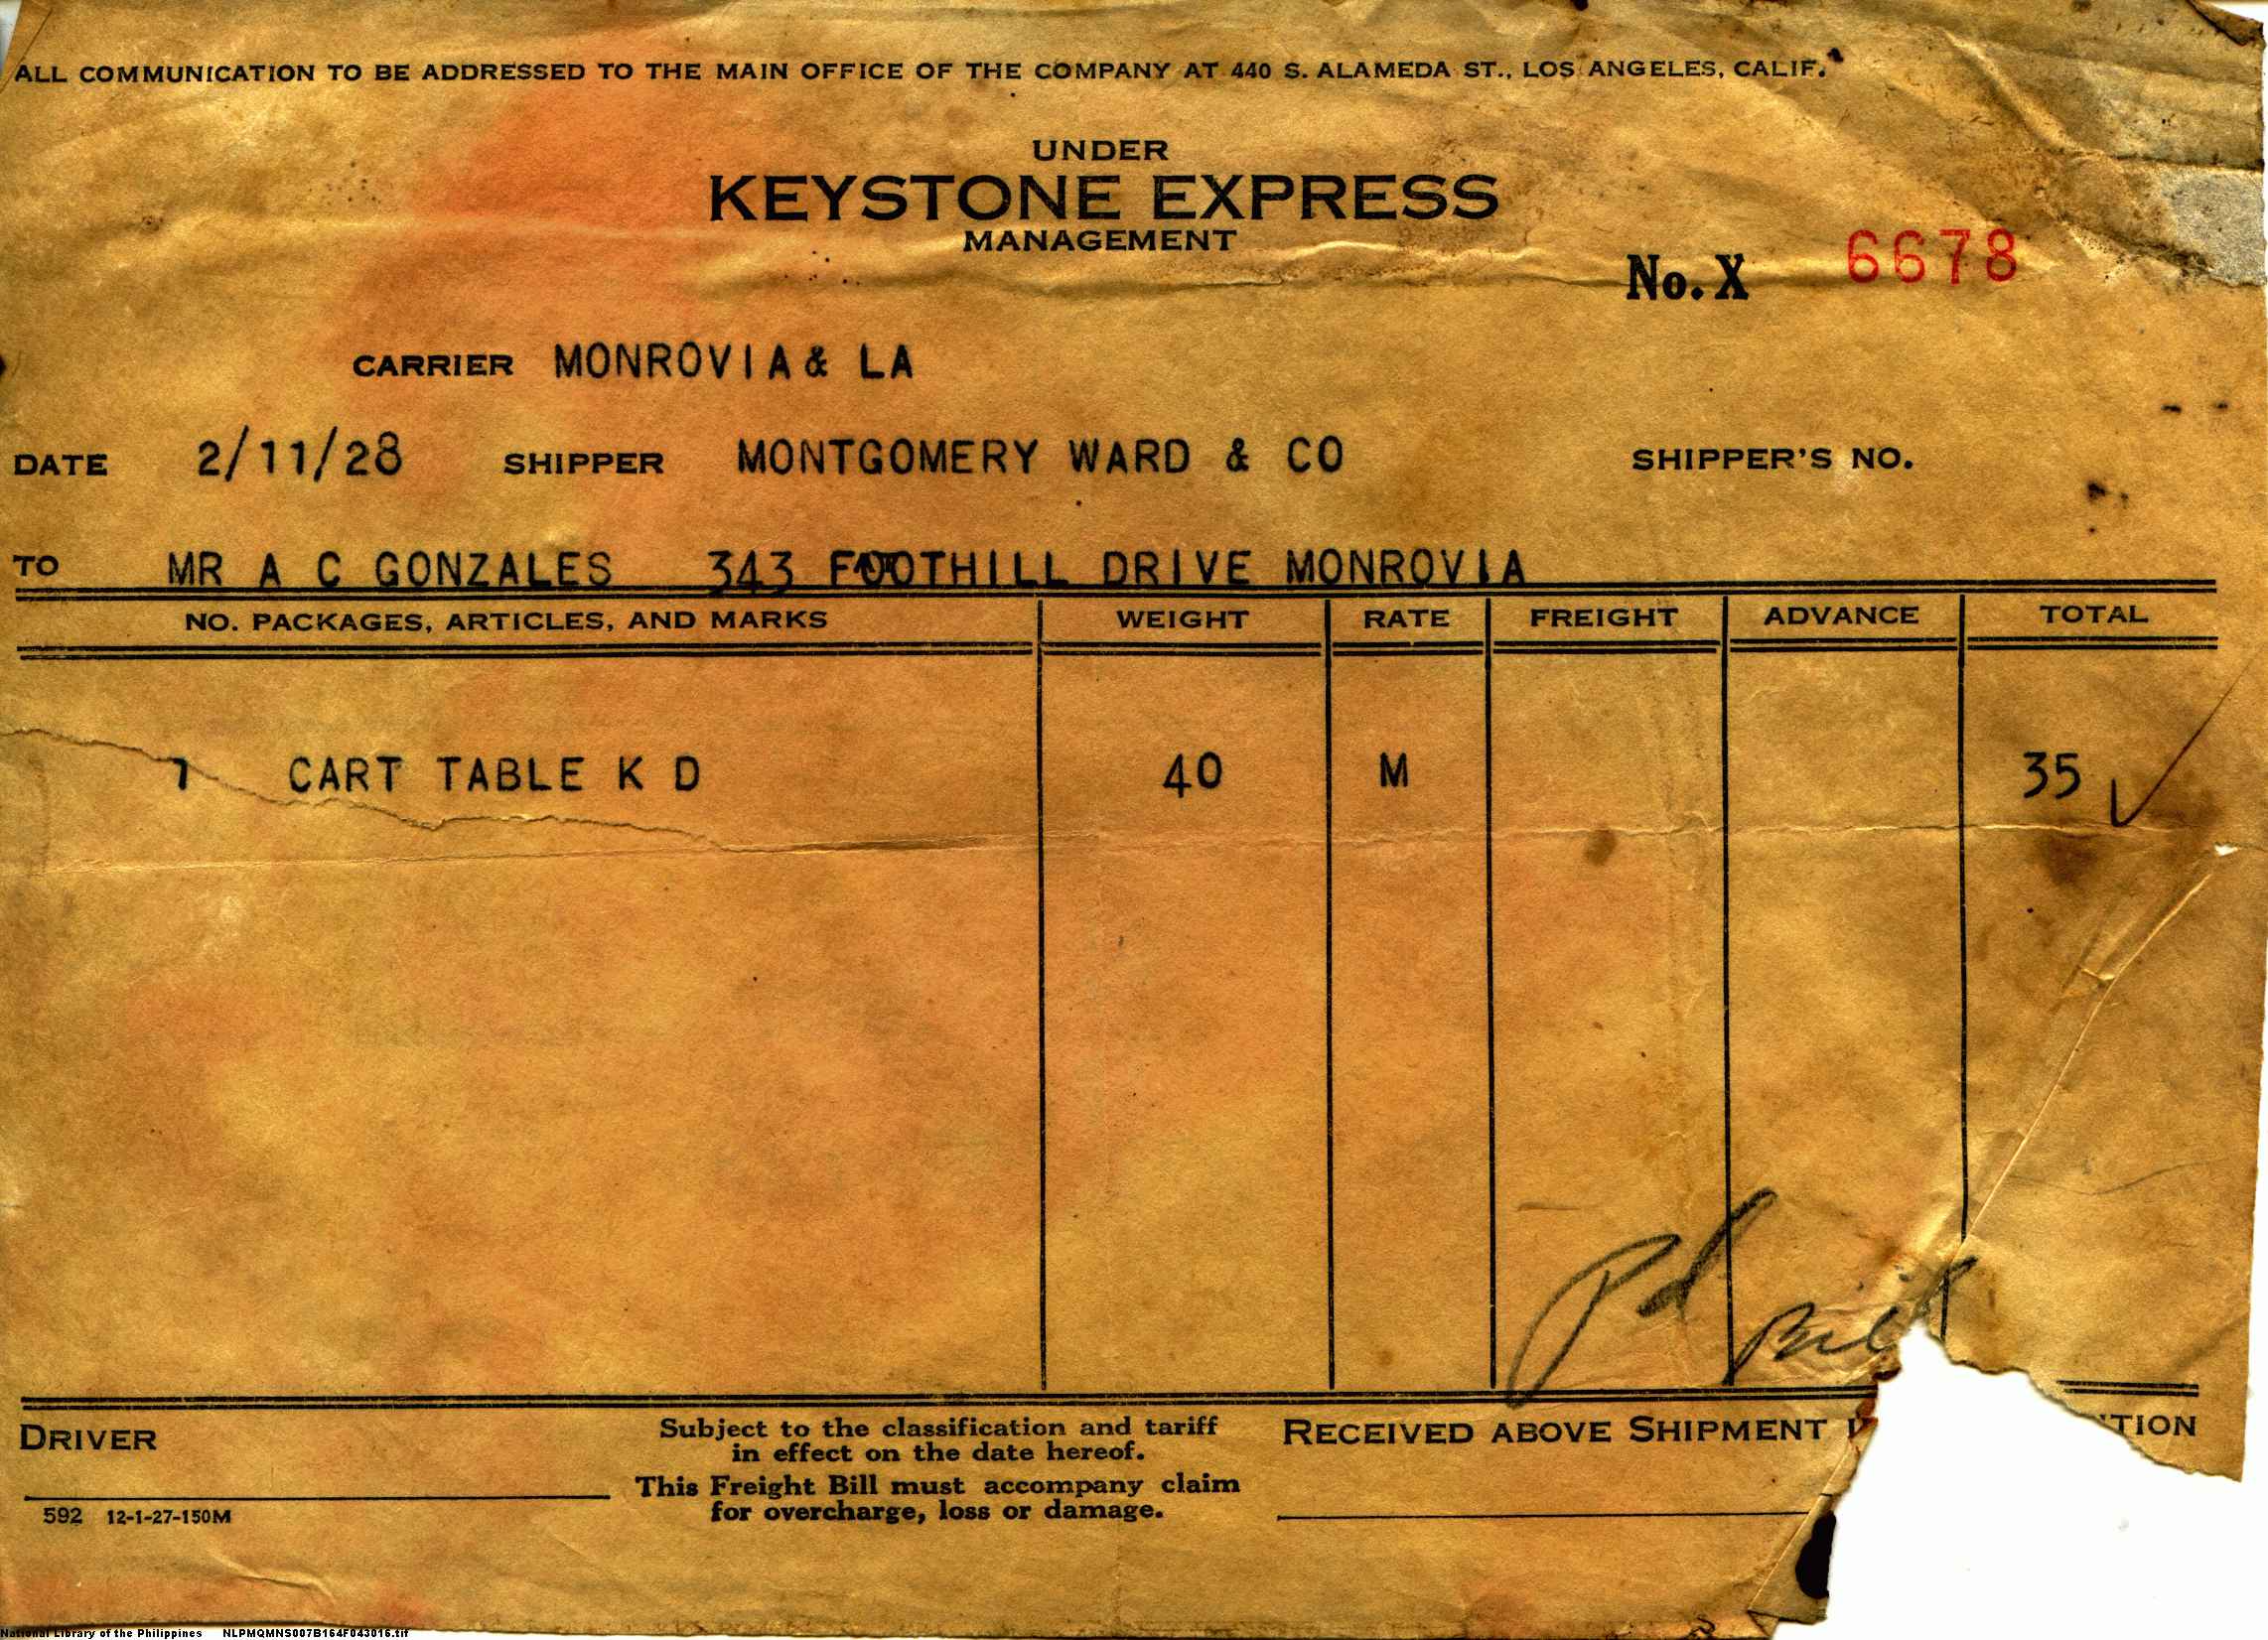 ALL COMMUNICATION TO BE ADDRESSED TO THE MAIN OFFICE OF THE COMPANY AT 440 S. ALAMEDA ST., LOS ANGELES, CALIF.
UNDER
KEYSTONE EXPRESS
MANAGEMENT
No. X 6678
CARRIER MONROVIA & LA
DATE 2/11/28 SHIPPER MONTGOMERY WARD & CO SHIPPER'S NO.
TO MR A C GONZALES 343 FOOTHILL DRIVE MONROVIA
NO. PACKAGES, ARTICLES, AND MARKS WEIGHT RATE FREIGHT ADVANCE TOTAL
1 CART TABLE K D 40 M 35
Pd
DRIVER
Subject to the classification and tariff
in effect on the date hereof.
This Freight Bill must accompany claim
for overcharge, loss or damage.
RECEIVED ABOVE SHIPMENT
592 12-1-27-150M
National Library of the Philippines NLPMQMNS007B164F043016.tif